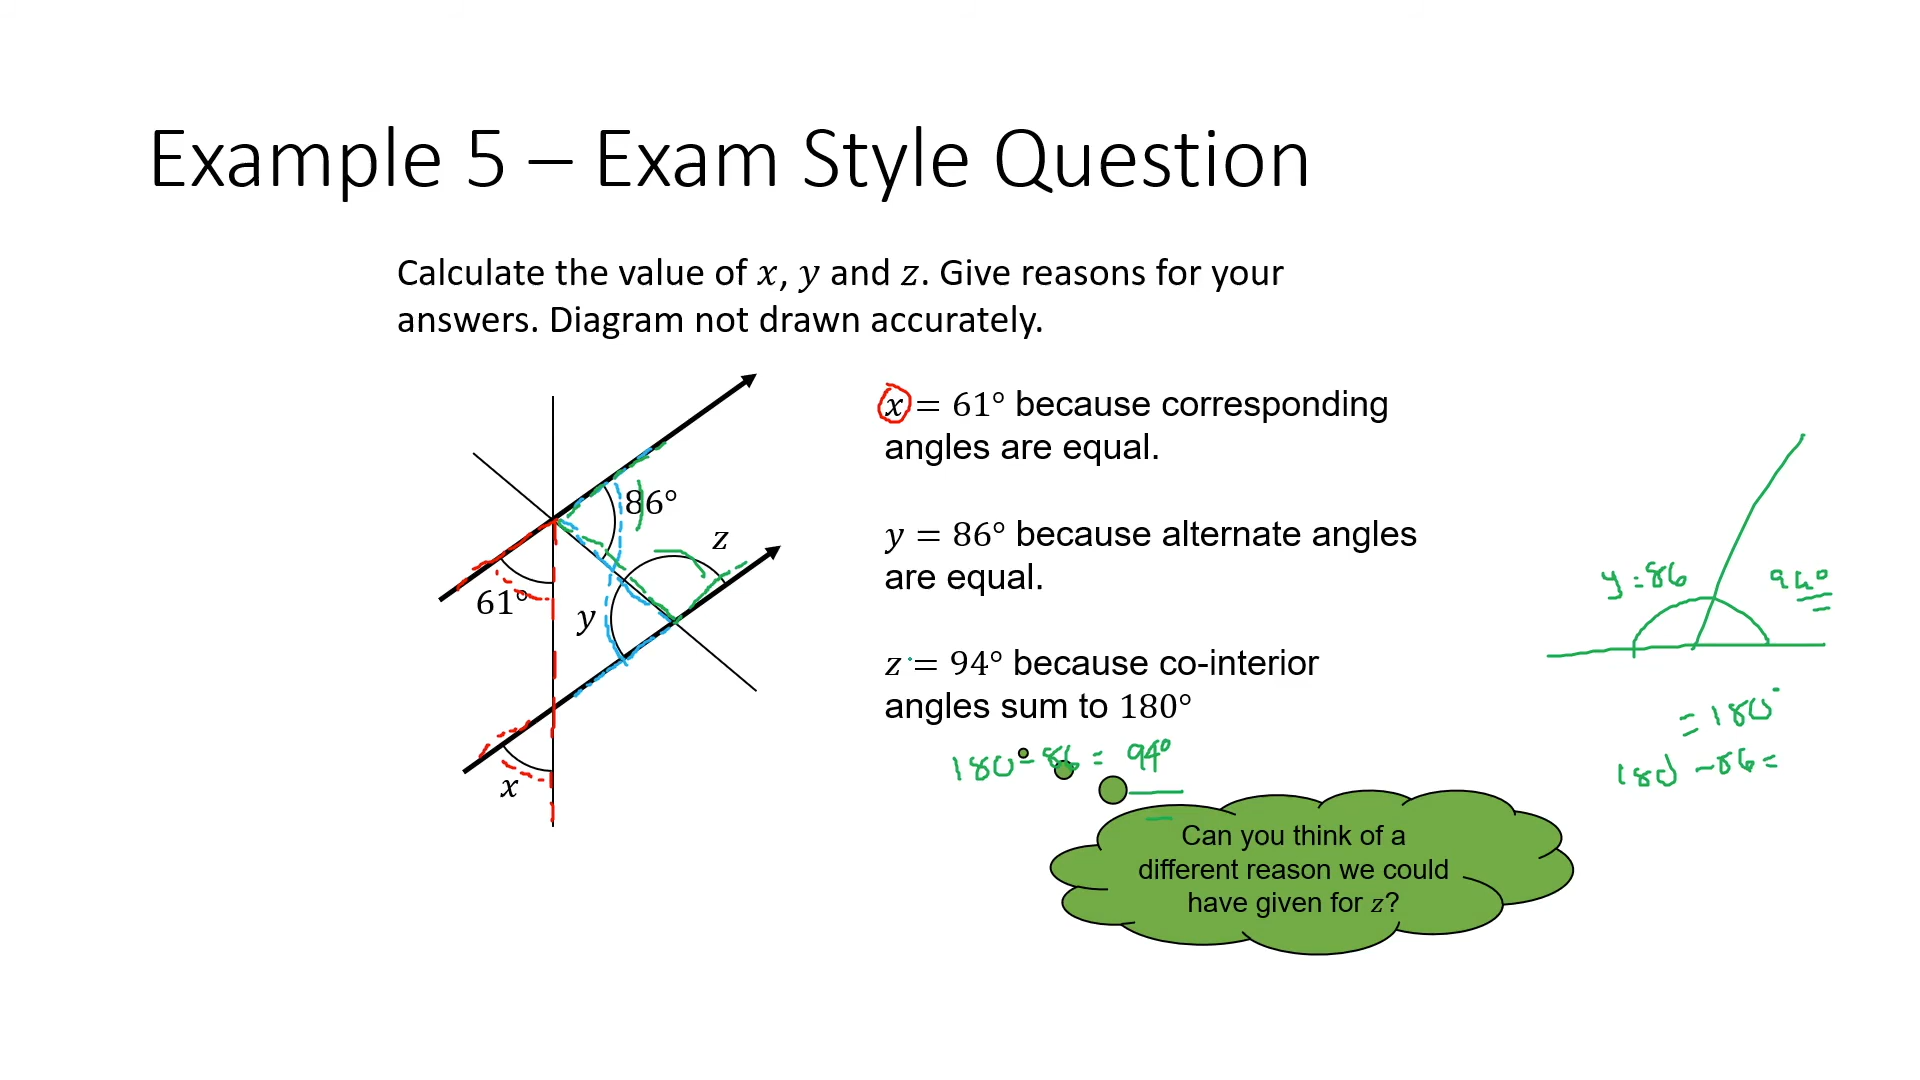 Example 5 – Exam Style Question
Calculate the value of x, y and z. Give reasons for your
answers. Diagram not drawn accurately.
86°
z
61°
y
x
x = 61° because corresponding
angles are equal.
y = 86° because alternate angles
are equal.
z = 94° because co-interior
angles sum to 180°
180 - 86 = 94°
Can you think of a
different reason we could
have given for z?
y = 86
94°
= 180°
180 - 86 =